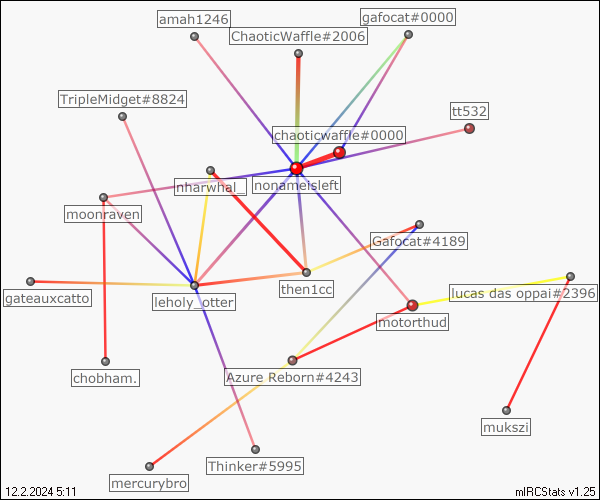 amah1246
gafocat#0000
ChaoticWaffle#2006
TripleMidget#8824
tt532
chaoticwaffle#0000
nharwhal_
nonameisleft
moonraven
Gafocat#4189
then1cc
lucas das oppai#2396
gateauxcatto
leholy_otter
motorthud
chobham.
Azure Reborn#4243
mukszi
Thinker#5995
mercurybro
12.2.2024 5:11
mIRCStats v1.25